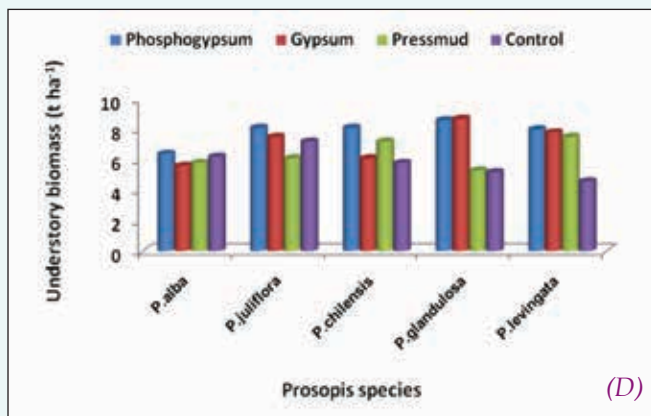 Phosphogypsum Gypsum Pressmud Control
Understory biomass (t ha-1)
10
8
6
4
2
0
P.alba
P.juliflora
P.chilensis
P.glandulosa
P.levingata
Prosopis species
(D)